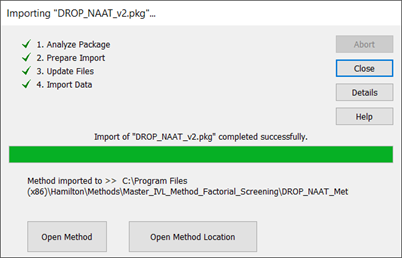 Importing "DROP_NAAT_v2.pkg"...
1. Analyze Package
2. Prepare Import
3. Update Files
4. Import Data
Abort
Close
Details
Help
Import of "DROP_NAAT_v2.pkg" completed successfully.
Method imported to >> C:\Program Files
(x86)\Hamilton\Methods\Master_IVL_Method_Factorial_Screening\DROP_NAAT_Met
Open Method
Open Method Location